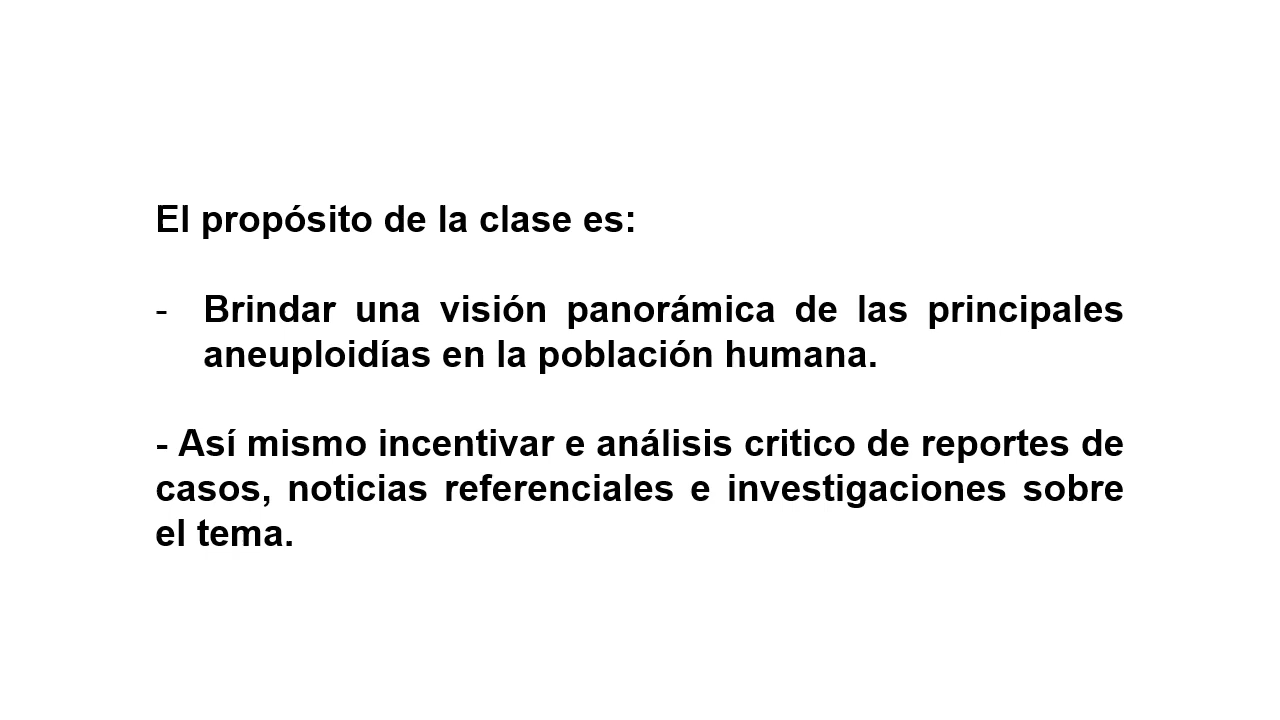 El propósito de la clase es:
- Brindar una visión panorámica de las principales
aneuploidías en la población humana.
- Así mismo incentivar e análisis critico de reportes de
casos, noticias referenciales e investigaciones sobre
el tema.